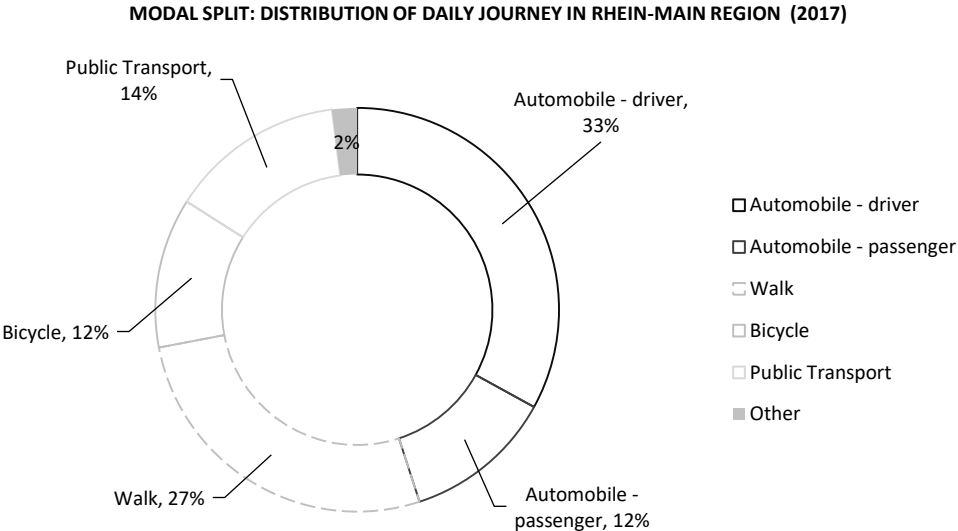 MODAL SPLIT: DISTRIBUTION OF DAILY JOURNEY IN RHEIN-MAIN REGION (2017)
Public Transport,
14%
2%
Automobile - driver,
33%
Bicycle, 12%
Walk, 27%
Automobile -
passenger, 12%
Automobile - driver
Automobile - passenger
Walk
Bicycle
Public Transport
Other